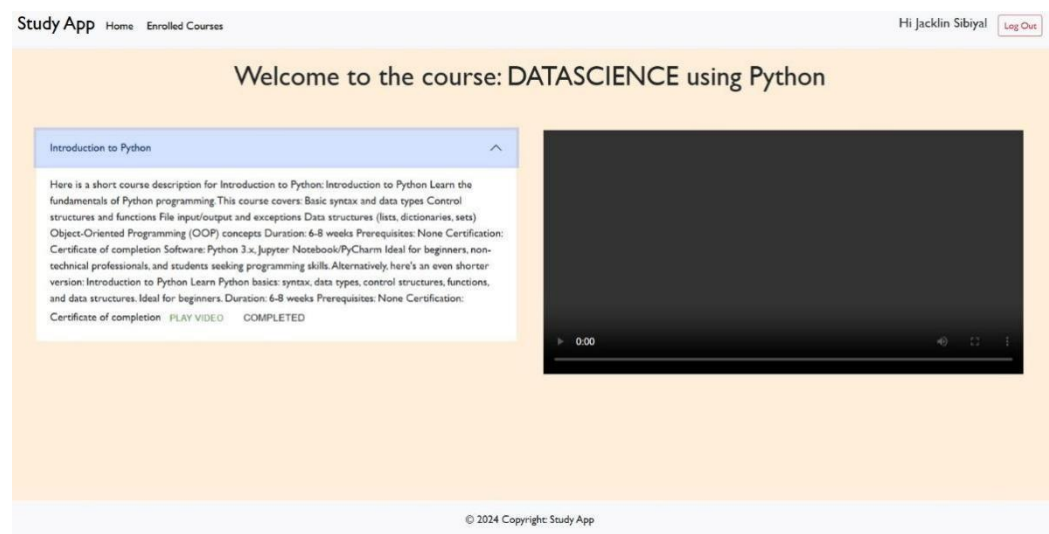 Study App Home Enrolled Courses
Hi Jacklin Sibiyal Log Out
Welcome to the course: DATASCIENCE using Python
Introduction to Python
Here is a short course description for Introduction to Python: Introduction to Python Learn the
fundamentals of Python programming. This course covers: Basic syntax and data types Control
structures and functions File input/output and exceptions Data structures (lists, dictionaries, sets)
Object-Oriented Programming (OOP) concepts Duration: 6-8 weeks Prerequisites: None Certification:
Certificate of completion Software: Python 3.x, Jupyter Notebook/PyCharm Ideal for beginners, non-
technical professionals, and students seeking programming skills. Alternatively, here's an even shorter
version: Introduction to Python Learn Python basics: syntax, data types, control structures, functions,
and data structures. Ideal for beginners. Duration: 6-8 weeks Prerequisites: None Certification:
Certificate of completion PLAY VIDEO COMPLETED
0:00
© 2024 Copyright: Study App